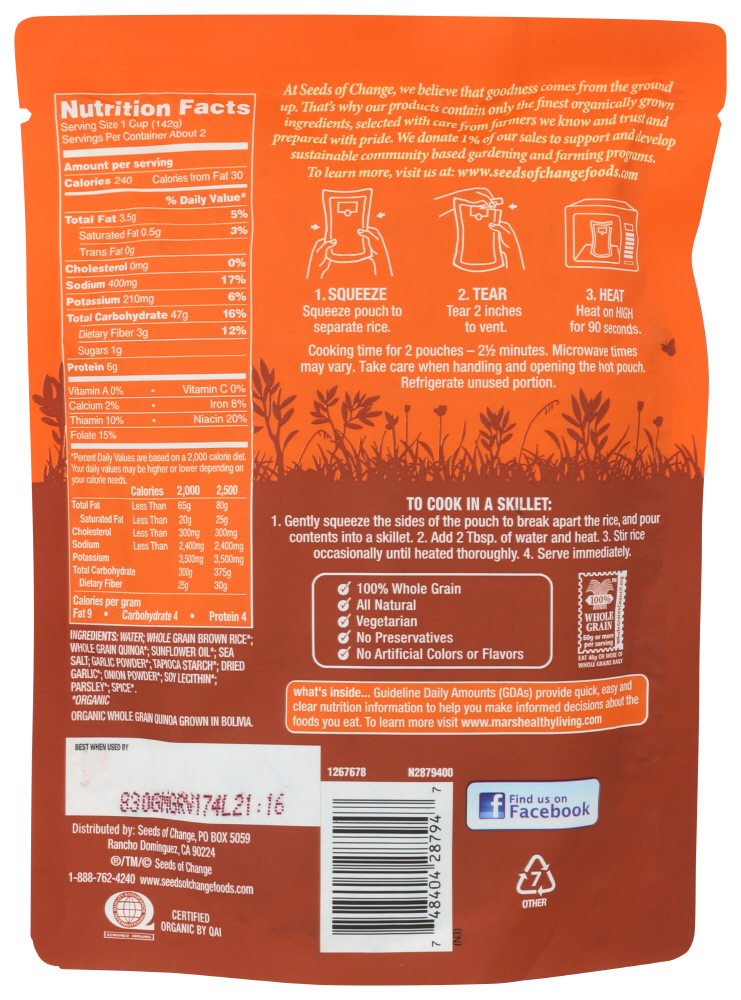 Nutrition Facts
Serving Size 1 Cup (142g)
Servings Per Container About 2
Amount per serving
Calories 240 Calories from Fat 30
% Daily Value*
Total Fat 3.5g 5%
Saturated Fat 0.5g 3%
Trans Fat 0g
Cholesterol 0mg 0%
Sodium 400mg 17%
Potassium 210mg 6%
Total Carbohydrate 47g 16%
Dietary Fiber 3g 12%
Sugars 1g
Protein 6g
Vitamin A 0% • Vitamin C 0%
Calcium 2% • Iron 8%
Thiamin 10% • Niacin 20%
Folate 15%
*Percent Daily Values are based on a 2,000 calorie diet.
Your daily values may be higher or lower depending on
your calorie needs.
Calories 2,000 2,500
Total Fat Less Than 65g 80g
Saturated Fat Less Than 20g 25g
Cholesterol Less Than 300mg 300mg
Sodium Less Than 2,400mg 2,400mg
Potassium 3,500mg 3,500mg
Total Carbohydrate 300g 375g
Dietary Fiber 25g 30g
Calories per gram
Fat 9 • Carbohydrate 4 • Protein 4
INGREDIENTS: WATER; WHOLE GRAIN BROWN RICE*;
WHOLE GRAIN QUINOA*; SUNFLOWER OIL*; SEA
SALT; GARLIC POWDER*; TAPIOCA STARCH*; DRIED
GARLIC*; ONION POWDER*; SOY LECITHIN*;
PARSLEY*; SPICE*.
*ORGANIC
ORGANIC WHOLE GRAIN QUINOA GROWN IN BOLIVIA.
At Seeds of Change, we believe that goodness comes from the ground
up. That's why our products contain only the finest organically grown
ingredients, selected with care from farmers we know and trust and
prepared with pride. We donate 1% of our sales to support and develop
sustainable community based gardening and farming programs.
To learn more, visit us at: www.seedsofchangefoods.com
1. SQUEEZE
Squeeze pouch to
separate rice.
2. TEAR
Tear 2 inches
to vent.
3. HEAT
Heat on HIGH
for 90 seconds.
Cooking time for 2 pouches – 2½ minutes. Microwave times
may vary. Take care when handling and opening the hot pouch.
Refrigerate unused portion.
TO COOK IN A SKILLET:
1. Gently squeeze the sides of the pouch to break apart the rice, and pour
contents into a skillet. 2. Add 2 Tbsp. of water and heat. 3. Stir rice
occasionally until heated thoroughly. 4. Serve immediately.
100% Whole Grain
All Natural
Vegetarian
No Preservatives
No Artificial Colors or Flavors
100%
WHOLE
GRAIN
60g or more
per serving
EAT 48g OR MORE OF
WHOLE GRAINS DAILY
what's inside... Guideline Daily Amounts (GDAs) provide quick, easy and
clear nutrition information to help you make informed decisions about the
foods you eat. To learn more visit www.marshealthyliving.com
BEST WHEN USED BY
Distributed by: Seeds of Change, PO BOX 5059
Rancho Dominguez, CA 90224
®/TM/© Seeds of Change
1-888-762-4240 www.seedsofchangefoods.com
Q
CERTIFIED
ORGANIC BY QAI
1267678 N2879400
7 48404 28794 7
(N3)
f Find us on
Facebook
7
OTHER